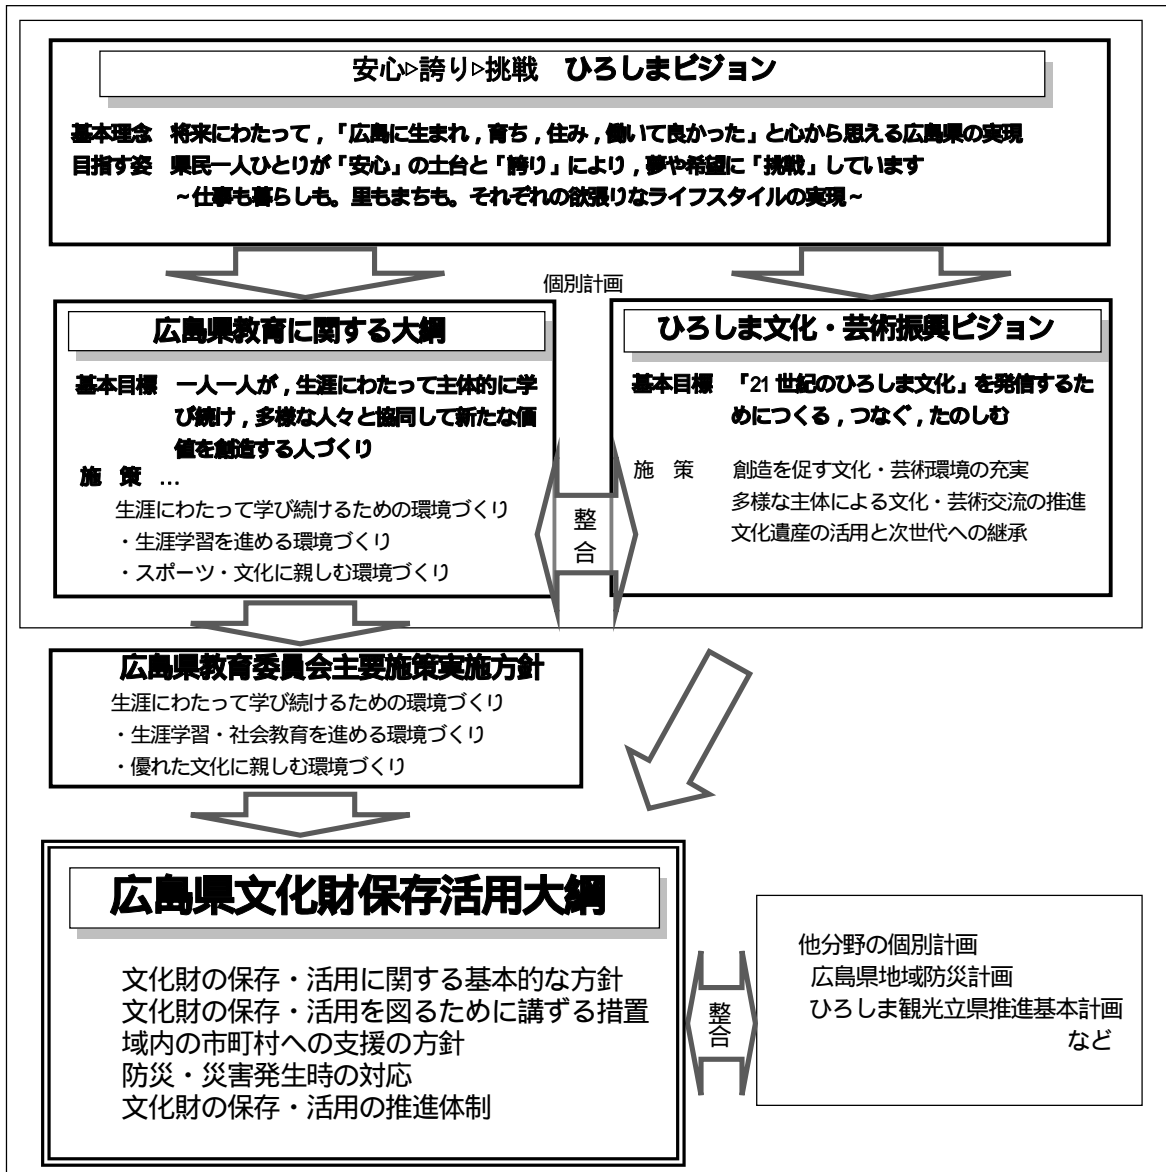 安心▷誇り▷挑戦　ひろしまビジョン
基本理念　将来にわたって，「広島に生まれ，育ち，住み，働いて良かった」と心から思える広島県の実現
目指す姿　県民一人ひとりが「安心」の土台と「誇り」により，夢や希望に「挑戦」しています
～仕事も暮らしも。里もまちも。それぞれの欲張りなライフスタイルの実現～
個別計画
広島県教育に関する大綱
基本目標　一人一人が，生涯にわたって主体的に学
び続け，多様な人々と協同して新たな価
値を創造する人づくり
施　策　…
生涯にわたって学び続けるための環境づくり
・生涯学習を進める環境づくり
・スポーツ・文化に親しむ環境づくり
整
合
ひろしま文化・芸術振興ビジョン
基本目標　「21 世紀のひろしま文化」を発信するた
めにつくる，つなぐ，たのしむ
施　策　創造を促す文化・芸術環境の充実
多様な主体による文化・芸術交流の推進
文化遺産の活用と次世代への継承
広島県教育委員会主要施策実施方針
生涯にわたって学び続けるための環境づくり
・生涯学習・社会教育を進める環境づくり
・優れた文化に親しむ環境づくり
広島県文化財保存活用大綱
文化財の保存・活用に関する基本的な方針
文化財の保存・活用を図るために講ずる措置
域内の市町村への支援の方針
防災・災害発生時の対応
文化財の保存・活用の推進体制
整
合
他分野の個別計画
広島県地域防災計画
ひろしま観光立県推進基本計画
など